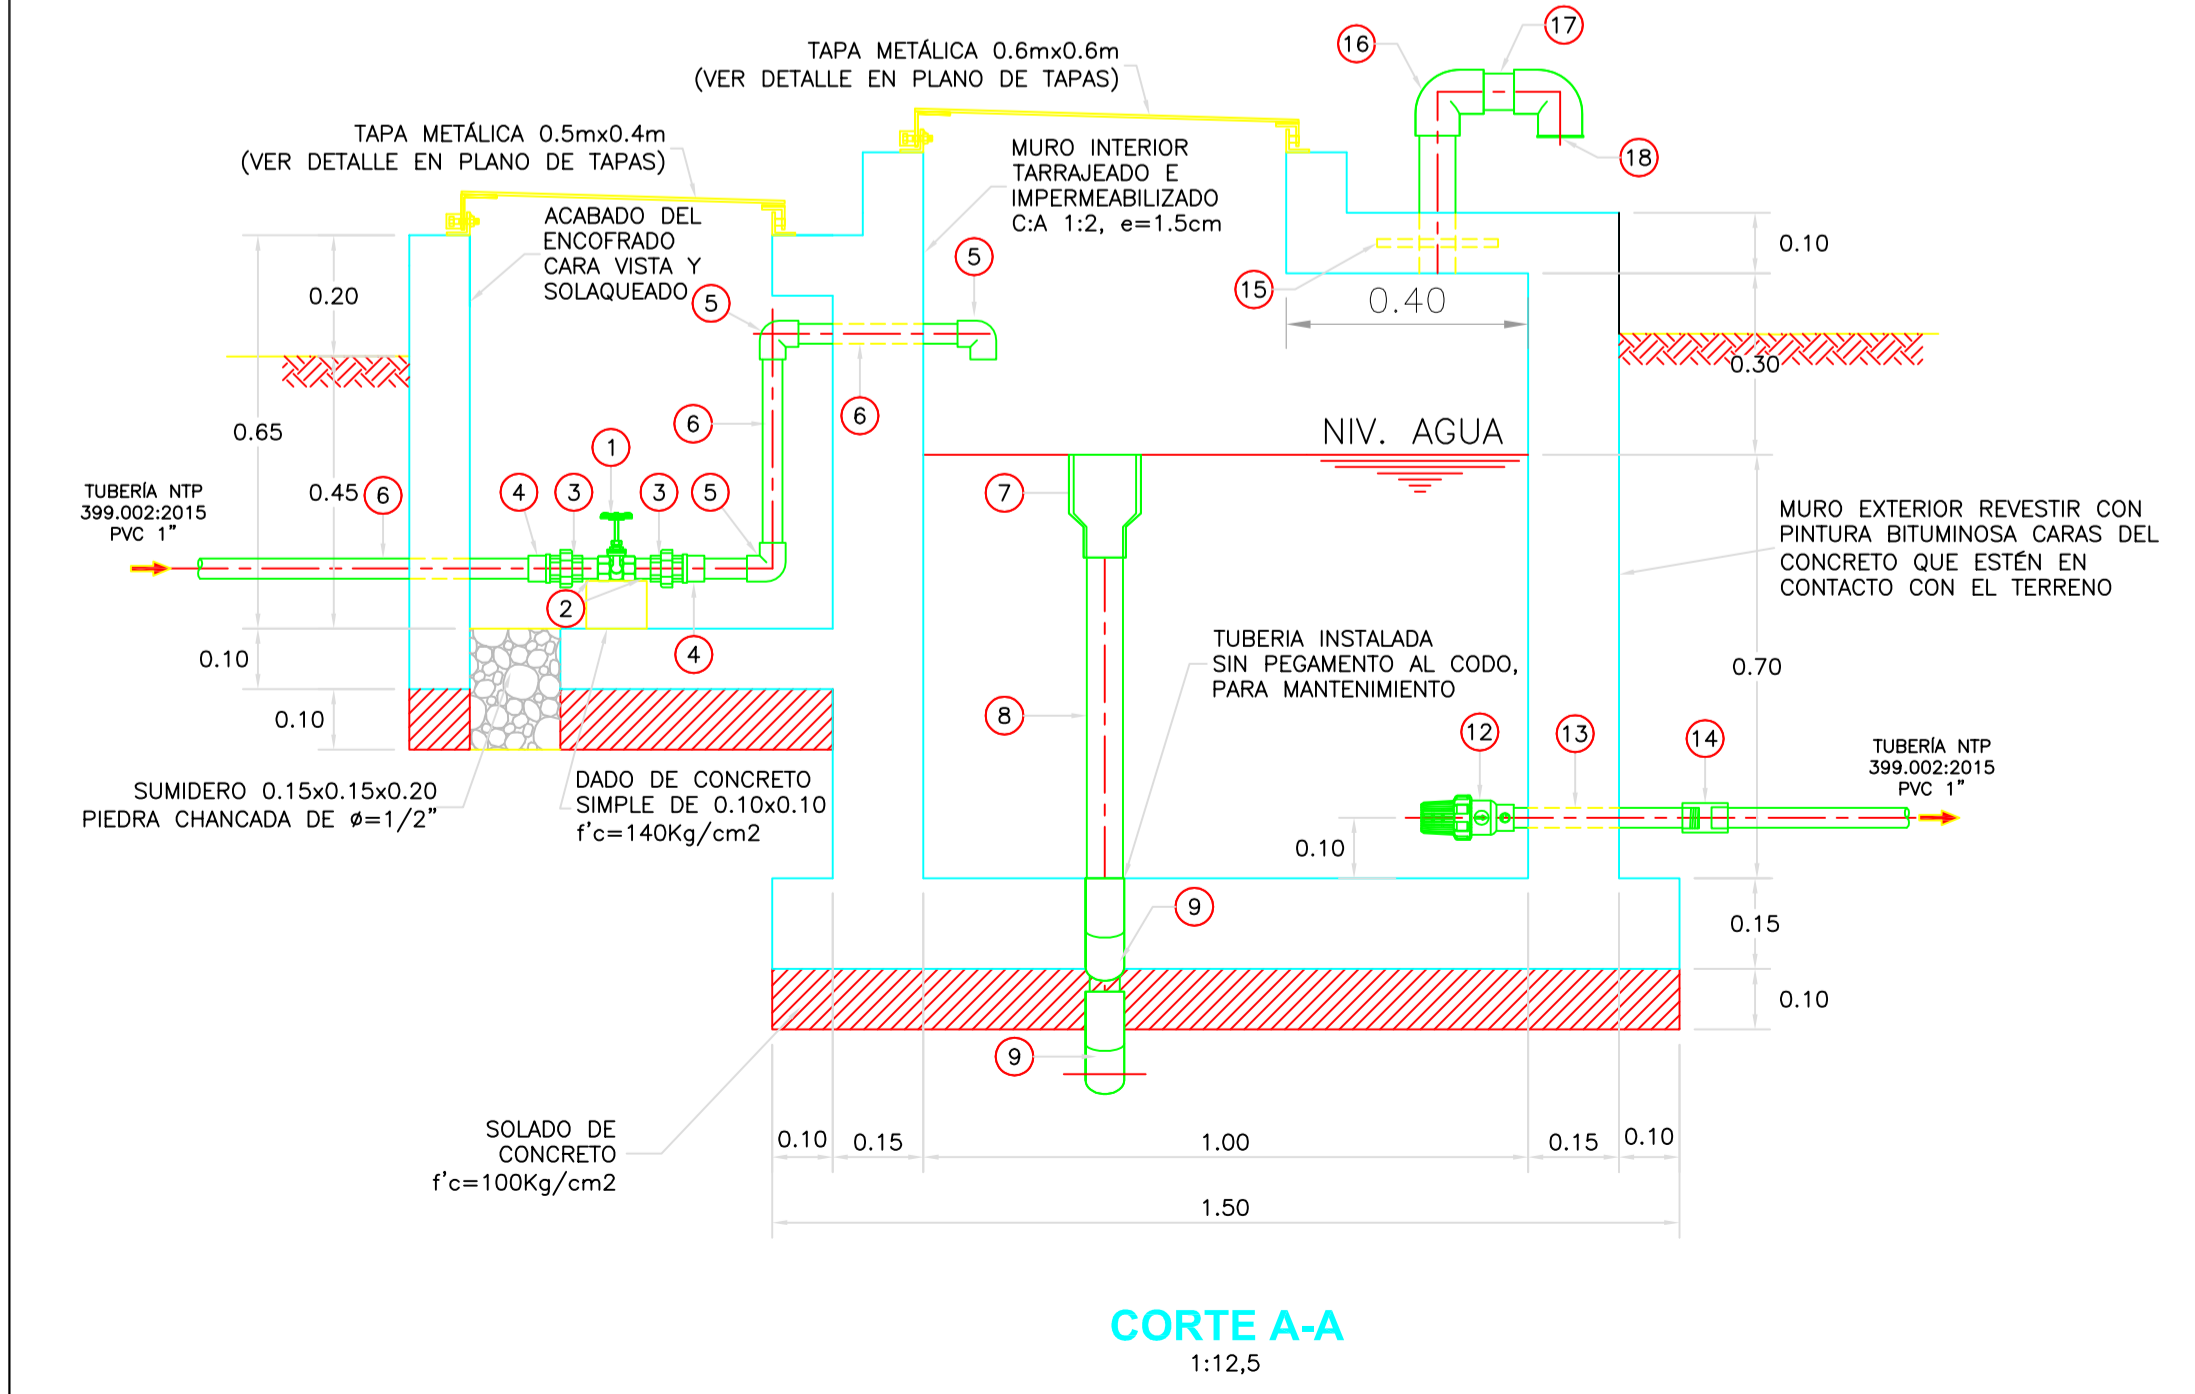 16
17
18
TAPA METÁLICA 0.6mx0.6m
(VER DETALLE EN PLANO DE TAPAS)
TAPA METÁLICA 0.5mx0.4m
(VER DETALLE EN PLANO DE TAPAS)
MURO INTERIOR
TARRAJEADO E
IMPERMEABILIZADO
C:A 1:2, e=1.5cm
ACABADO DEL
ENCOFRADO
CARA VISTA Y
SOLAQUEADO
5
5
15
0.40
0.10
0.20
0.30
0.65
6
6
1
NIV. AGUA
0.45
6
4
3
3
5
7
TUBERÍA NTP
399.002:2015
PVC 1"
MURO EXTERIOR REVESTIR CON
PINTURA BITUMINOSA CARAS DEL
CONCRETO QUE ESTÉN EN
CONTACTO CON EL TERRENO
2
4
0.10
0.10
TUBERIA INSTALADA
SIN PEGAMENTO AL CODO,
PARA MANTENIMIENTO
0.70
8
12
13
14
TUBERÍA NTP
399.002:2015
PVC 1"
SUMIDERO 0.15x0.15x0.20
PIEDRA CHANCADA DE ø=1/2"
DADO DE CONCRETO
SIMPLE DE 0.10x0.10
f'c=140Kg/cm2
0.10
9
0.15
0.10
9
SOLADO DE
CONCRETO
f'c=100Kg/cm2
0.10
0.15
1.00
0.15
0.10
1.50
CORTE A-A
1:12,5